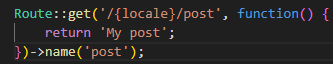 Route::get('/{locale}/post', function() {
    return 'My post';
})->name('post');